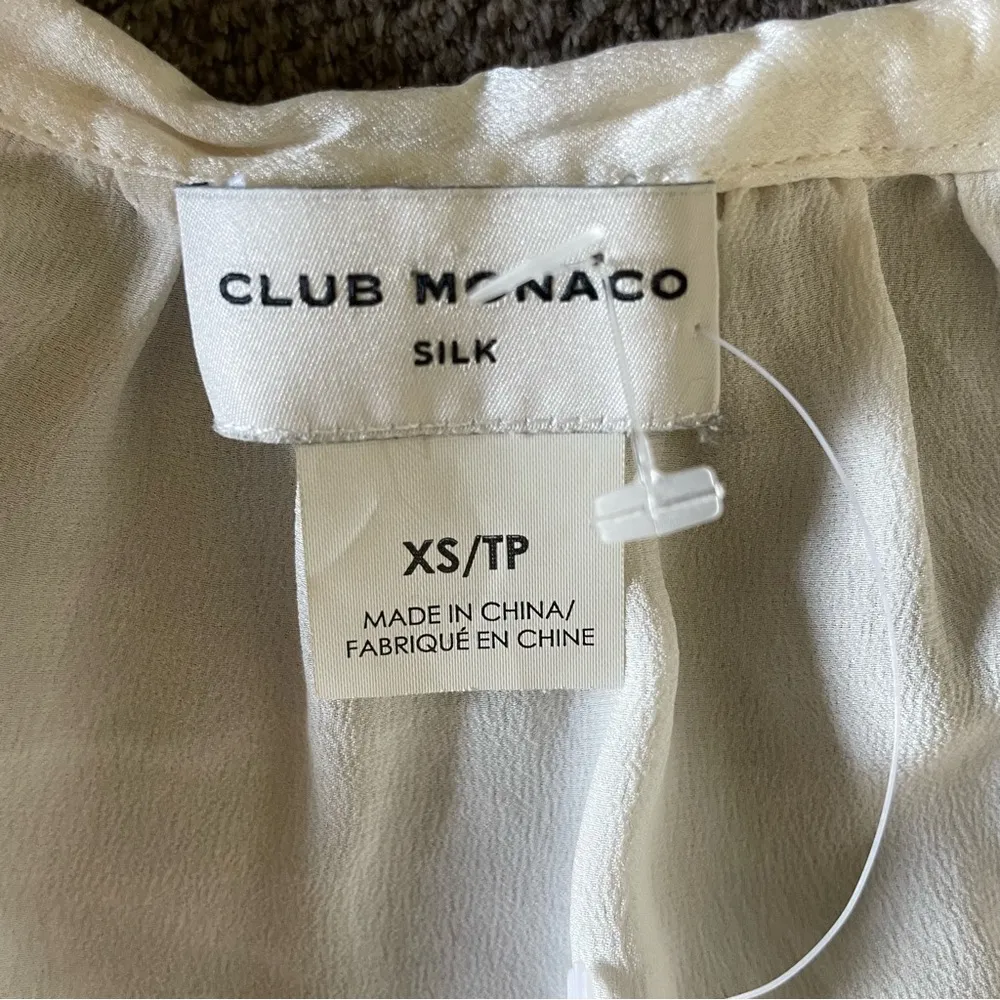 CLUB MONACO
SILK
XS/TP
MADE IN CHINA/
FABRIQUÉ EN CHINE